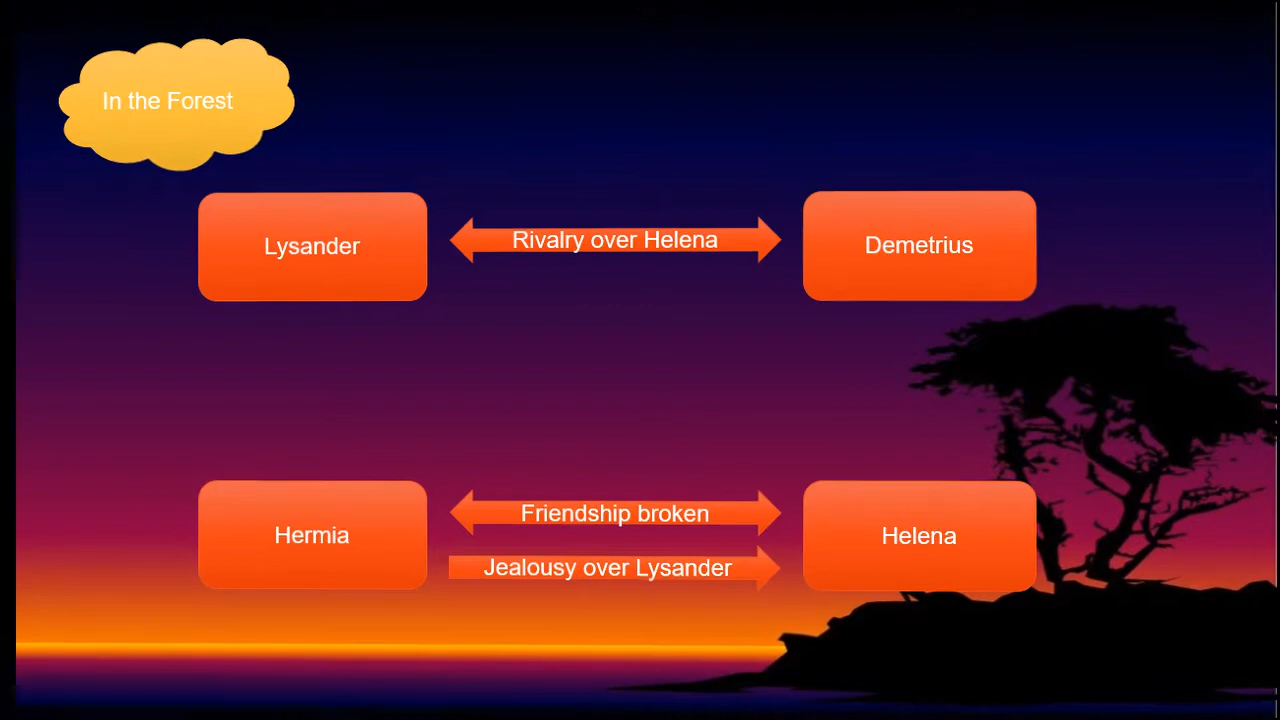 In the Forest
Lysander
Rivalry over Helena
Demetrius
Hermia
Friendship broken
Helena
Jealousy over Lysander